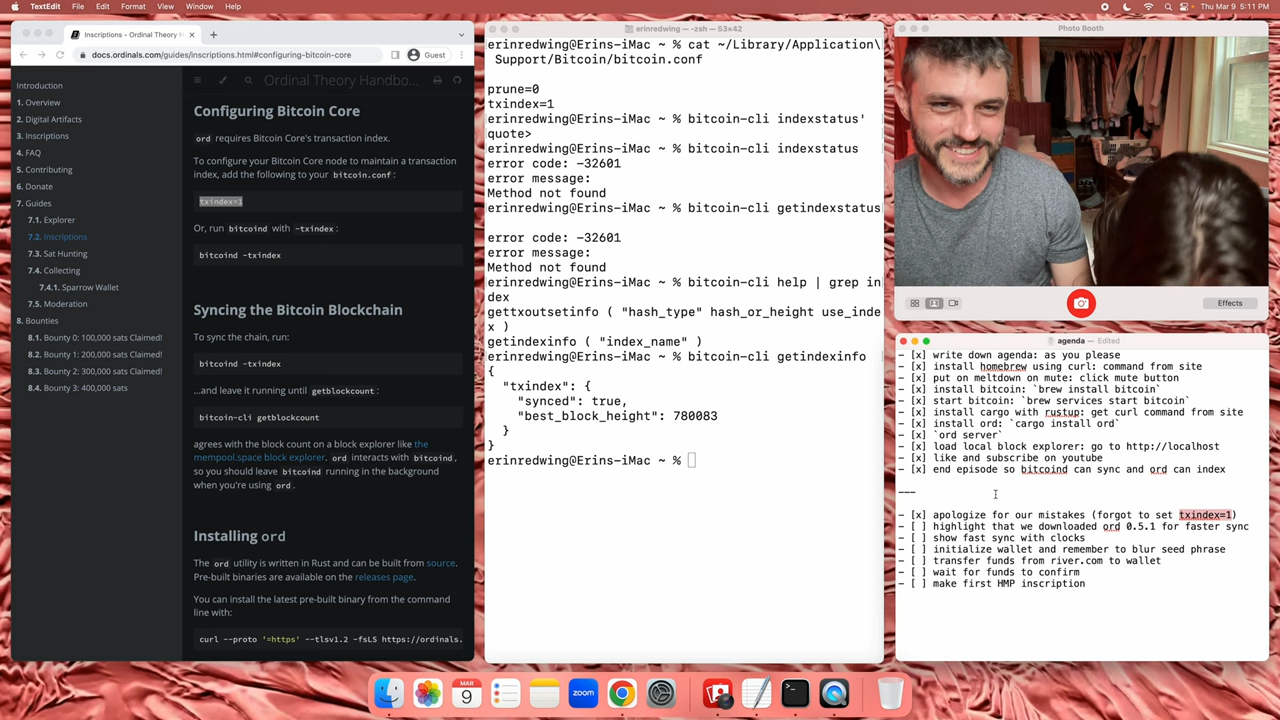 TextEdit File Edit Format View Window Help Thu Mar 9 5:11 PM
Inscriptions - Ordinal Theory H
docs.ordinals.com/guides/inscriptions.html#configuring-bitcoin-core
Guest
Introduction
1. Overview
2. Digital Artifacts
3. Inscriptions
4. FAQ
5. Contributing
6. Donate
7. Guides
7.1. Explorer
7.2. Inscriptions
7.3. Sat Hunting
7.4. Collecting
7.4.1. Sparrow Wallet
7.5. Moderation
8. Bounties
8.1. Bounty 0: 100,000 sats Claimed!
8.2. Bounty 1: 200,000 sats Claimed!
8.3. Bounty 2: 300,000 sats Claimed!
8.4. Bounty 3: 400,000 sats
Ordinal Theory Handbo...
Configuring Bitcoin Core
ord requires Bitcoin Core's transaction index.
To configure your Bitcoin Core node to maintain a transaction
index, add the following to your bitcoin.conf:
txindex=1
Or, run bitcoind with -txindex:
bitcoind -txindex
Syncing the Bitcoin Blockchain
To sync the chain, run:
bitcoind -txindex
...and leave it running until getblockcount:
bitcoin-cli getblockcount
agrees with the block count on a block explorer like the
mempool.space block explorer. ord interacts with bitcoind,
so you should leave bitcoind running in the background
when you're using ord.
Installing ord
The ord utility is written in Rust and can be built from source.
Pre-built binaries are available on the releases page.
You can install the latest pre-built binary from the command
line with:
curl --proto '=https' --tlsv1.2 -fsLS https://ordinals.
erinredwing — -zsh — 53×42
erinredwing@Erins-iMac ~ % cat ~/Library/Application\
Support/Bitcoin/bitcoin.conf
prune=0
txindex=1
erinredwing@Erins-iMac ~ % bitcoin-cli indexstatus'
quote>
erinredwing@Erins-iMac ~ % bitcoin-cli indexstatus
error code: -32601
error message:
Method not found
erinredwing@Erins-iMac ~ % bitcoin-cli getindexstatus
error code: -32601
error message:
Method not found
erinredwing@Erins-iMac ~ % bitcoin-cli help | grep in
dex
gettxoutsetinfo ( "hash_type" hash_or_height use_inde
x )
getindexinfo ( "index_name" )
erinredwing@Erins-iMac ~ % bitcoin-cli getindexinfo
{
"txindex": {
"synced": true,
"best_block_height": 780083
}
}
erinredwing@Erins-iMac ~ %
Photo Booth
Effects
agenda — Edited
- [x] write down agenda: as you please
- [x] install homebrew using curl: command from site
- [x] put on meltdown on mute: click mute button
- [x] install bitcoin: `brew install bitcoin`
- [x] start bitcoin: `brew services start bitcoin`
- [x] install cargo with rustup: get curl command from site
- [x] install ord: `cargo install ord`
- [x] `ord server`
- [x] load local block explorer: go to http://localhost
- [x] like and subscribe on youtube
- [x] end episode so bitcoind can sync and ord can index
---
- [x] apologize for our mistakes (forgot to set txindex=1)
- [ ] highlight that we downloaded ord 0.5.1 for faster sync
- [ ] show fast sync with clocks
- [ ] initialize wallet and remember to blur seed phrase
- [ ] transfer funds from river.com to wallet
- [ ] wait for funds to confirm
- [ ] make first HMP inscription
MAR
9
zoom